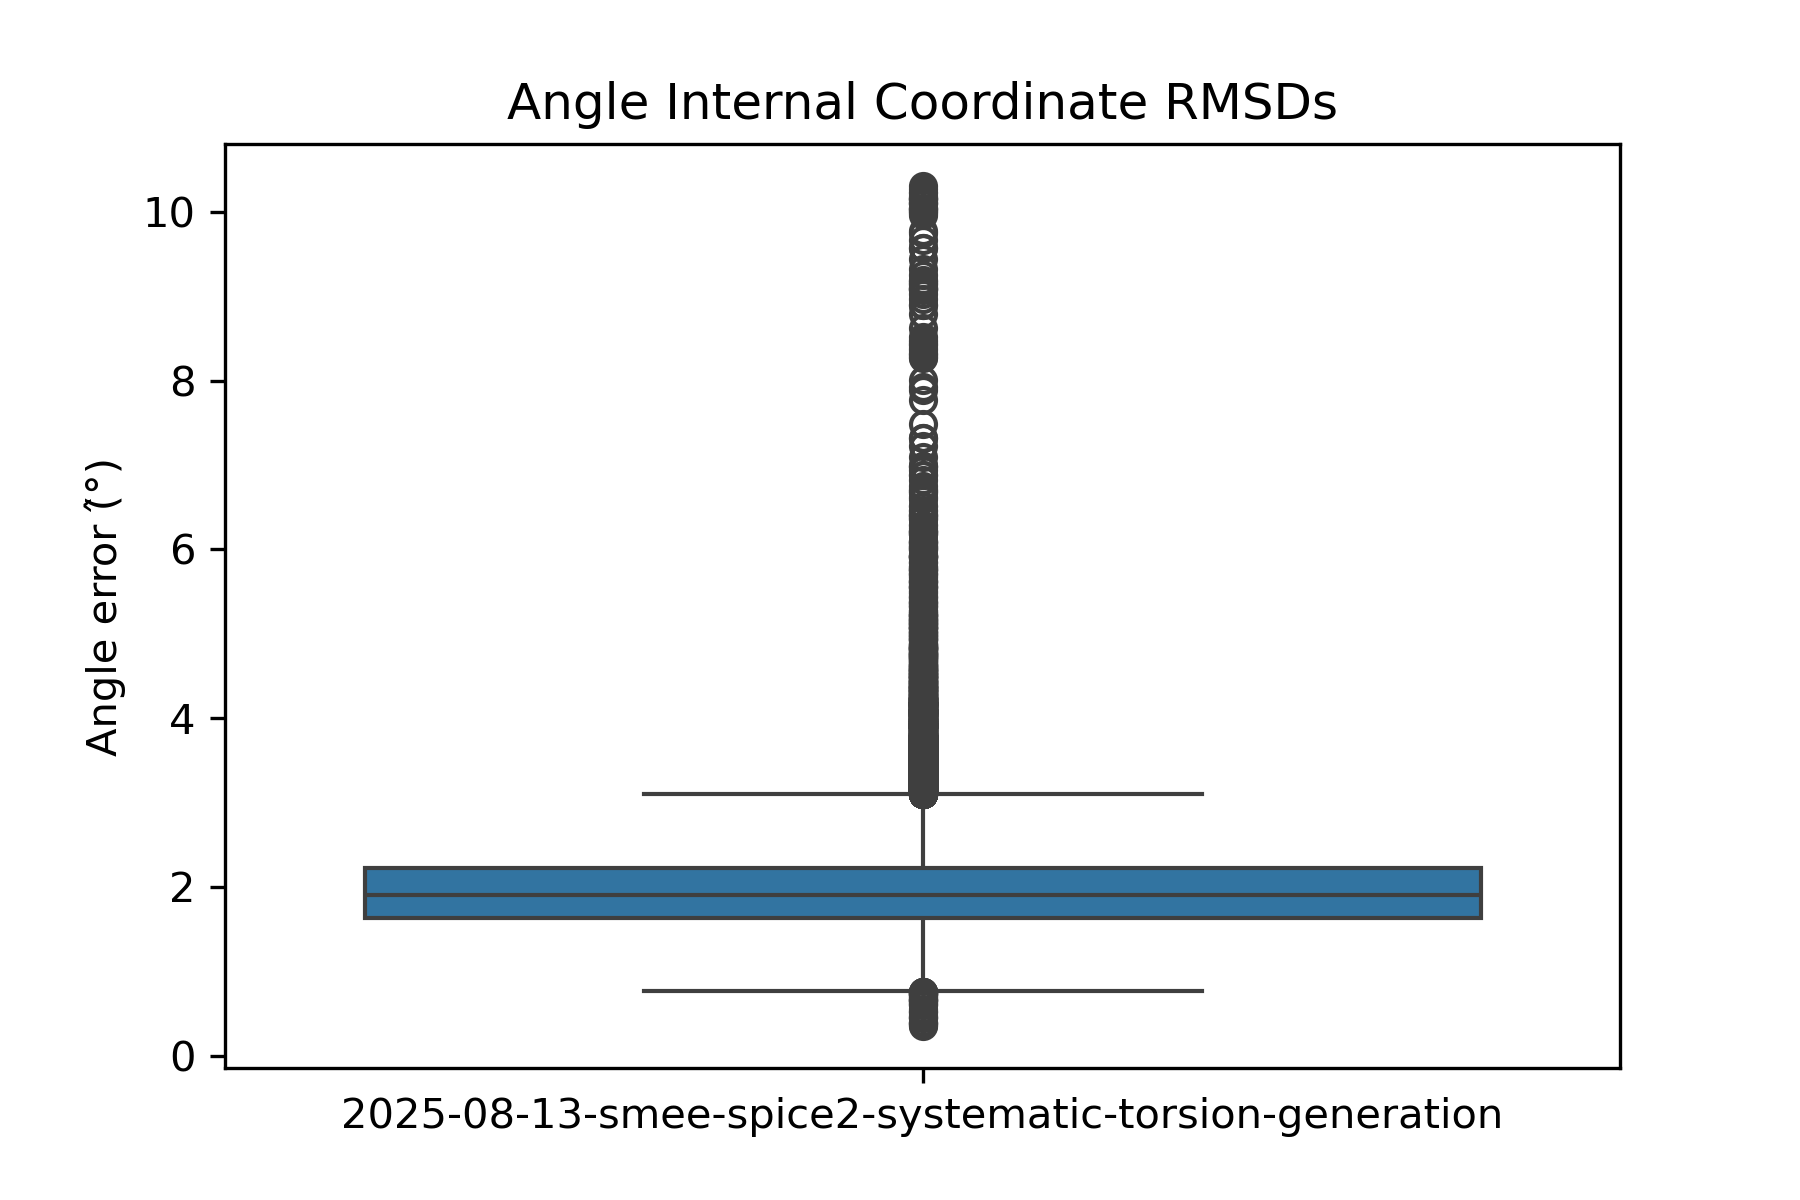 Angle Internal Coordinate RMSDs
10
8
6
4
2
0
Angle error (̂°)
2025-08-13-smee-spice2-systematic-torsion-generation